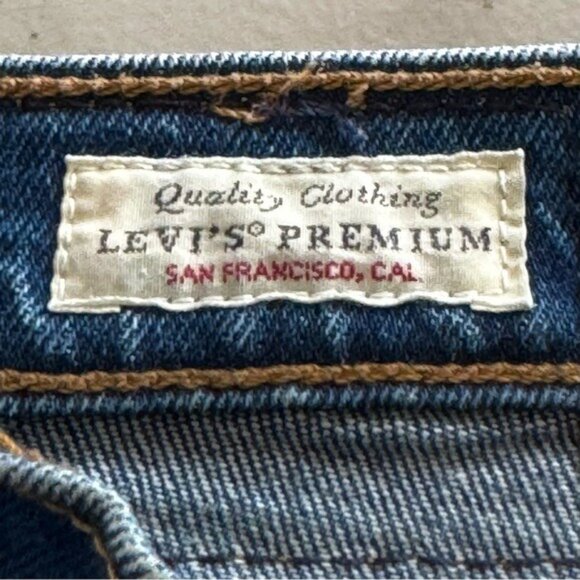 Quality Clothing
LEVI'S® PREMIUM
SAN FRANCISCO, CAL.